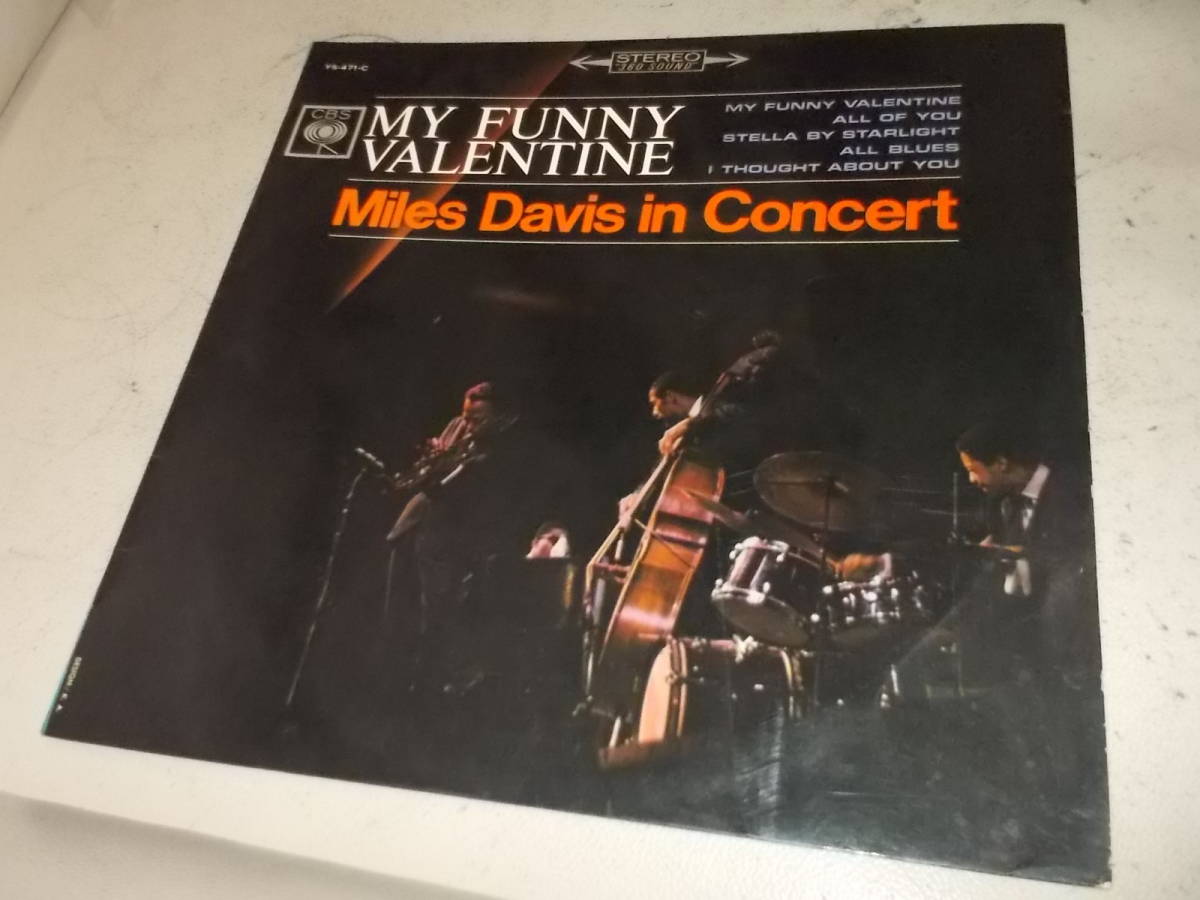 YS-471-C
STEREO
"360 SOUND"
CBS
MY FUNNY
VALENTINE
MY FUNNY VALENTINE
ALL OF YOU
STELLA BY STARLIGHT
ALL BLUES
I THOUGHT ABOUT YOU
Miles Davis in Concert
DESIGN / K. A